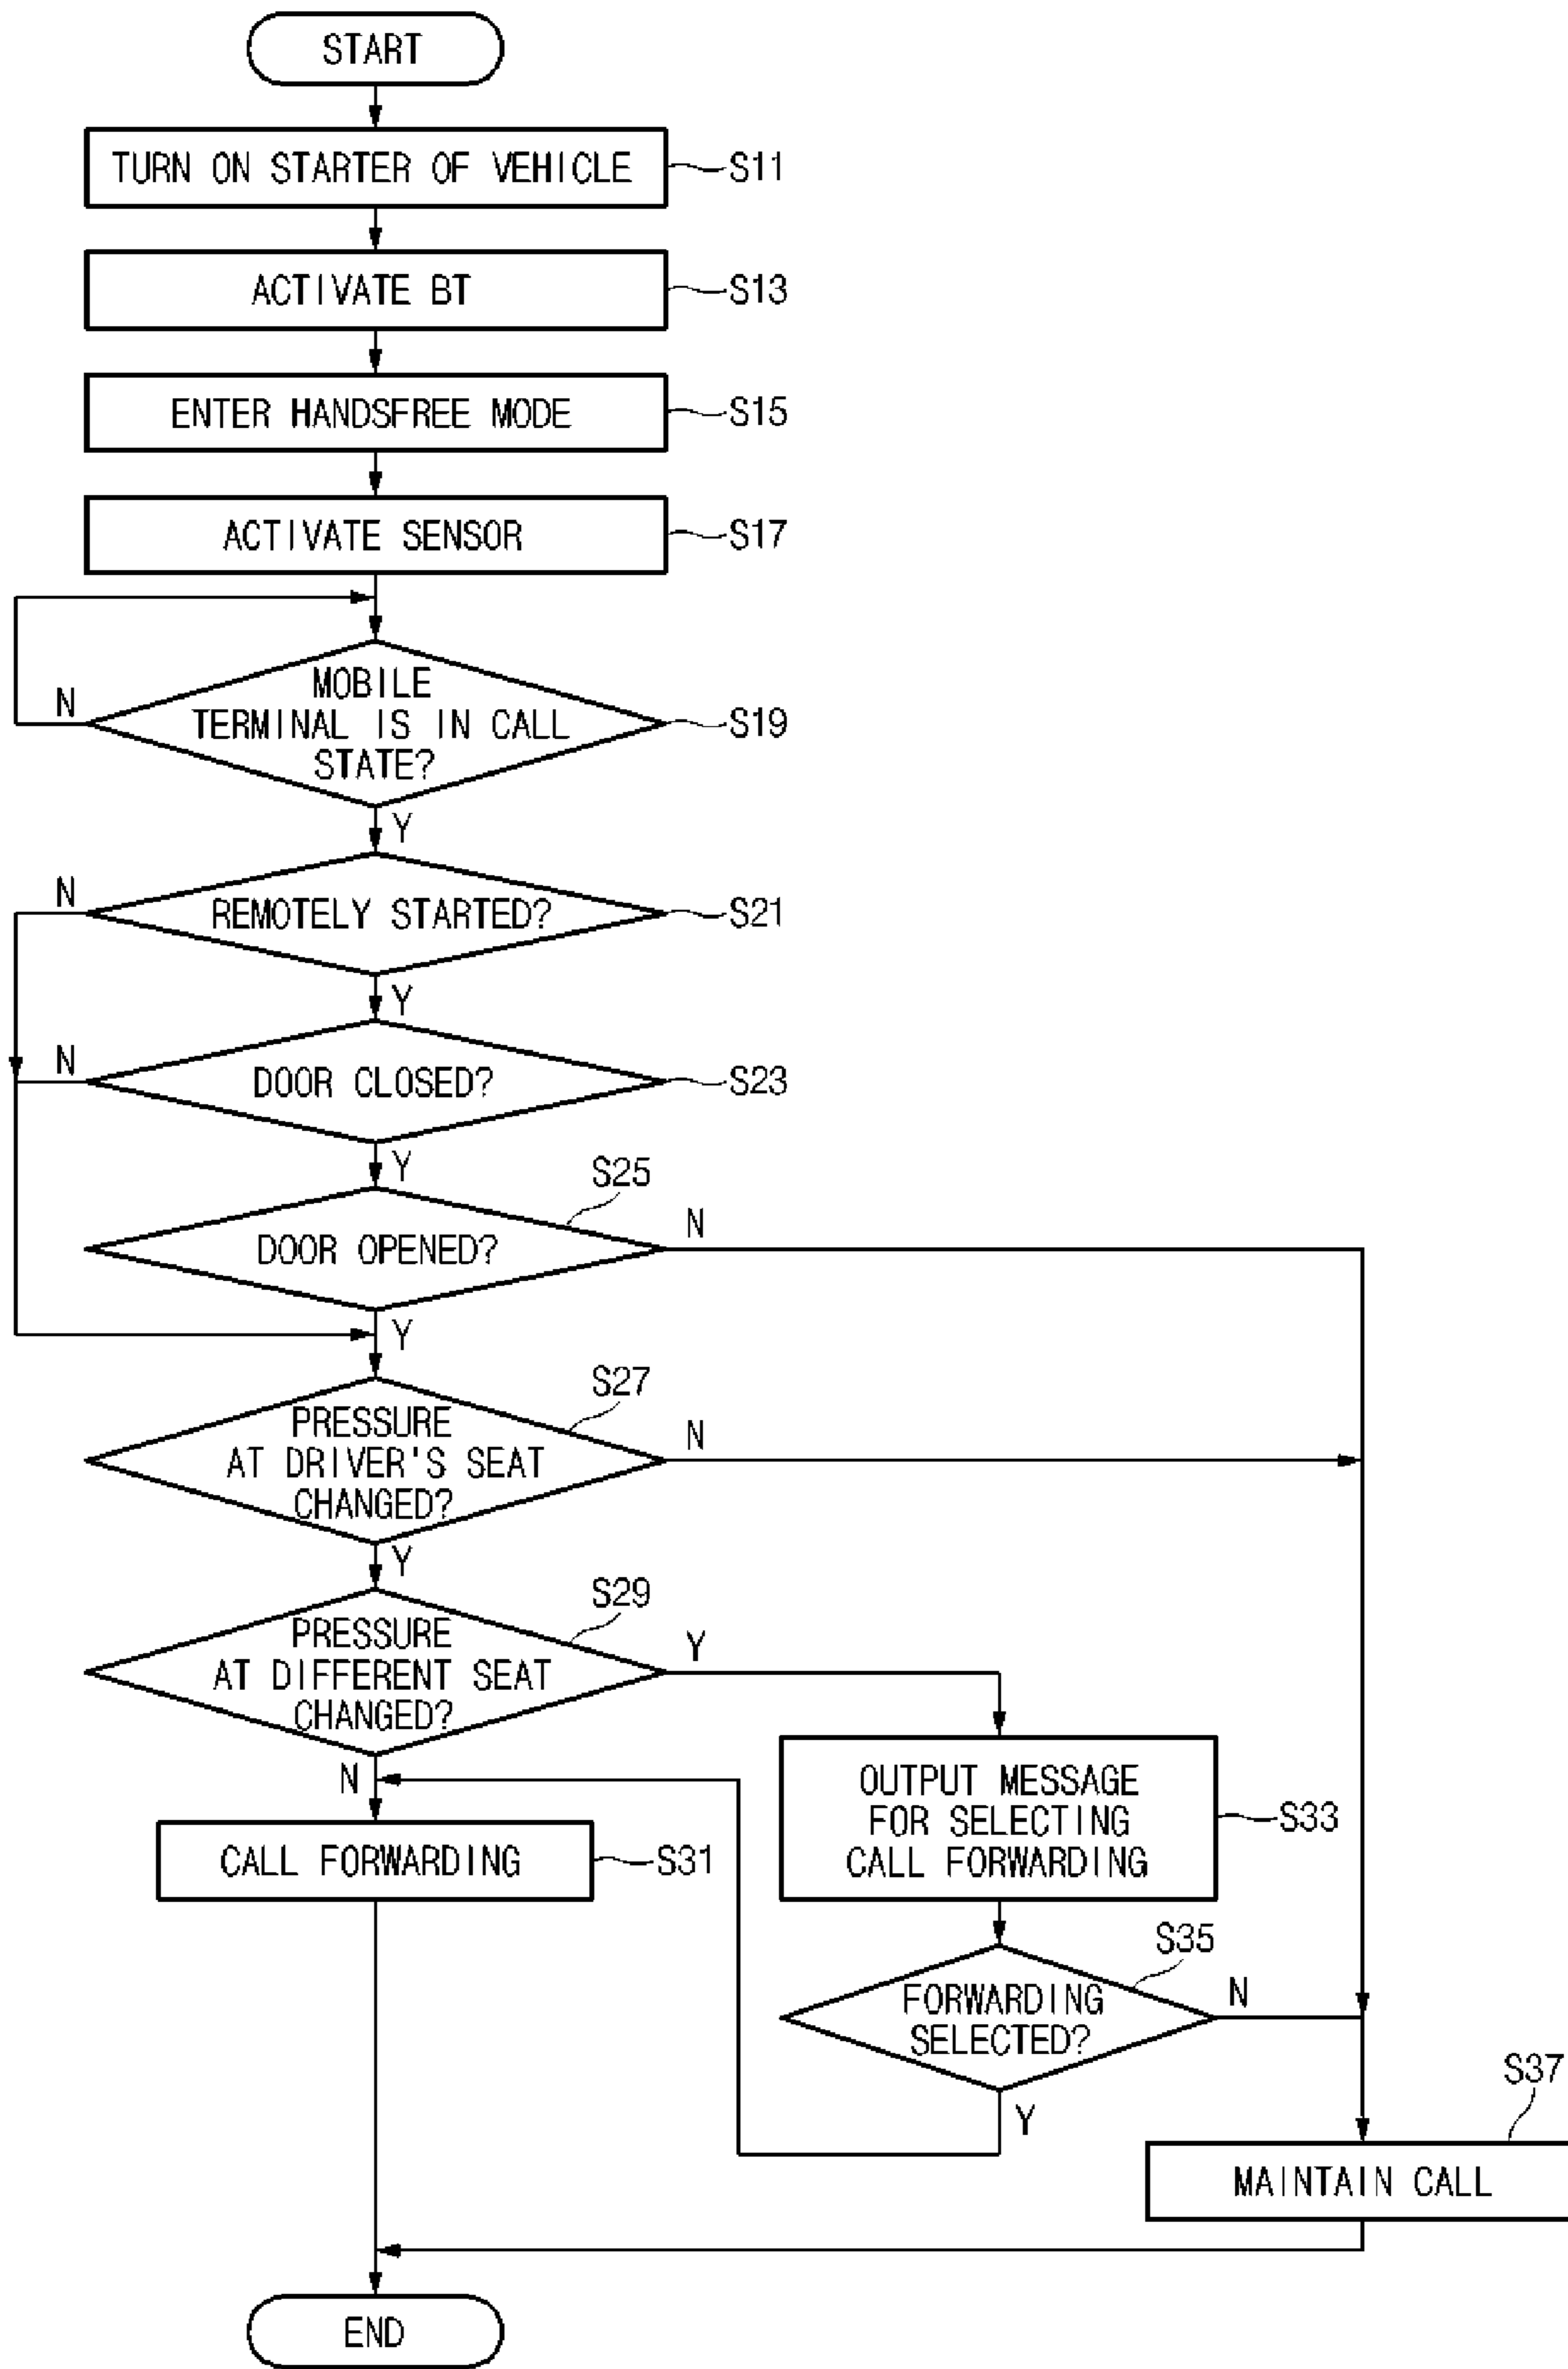 START
TURN ON STARTER OF VEHICLE
S11
ACTIVATE BT
S13
ENTER HANDSFREE MODE
S15
ACTIVATE SENSOR
S17
MOBILE
TERMINAL IS IN CALL
STATE?
N
S19
Y
REMOTELY STARTED?
N
S21
Y
DOOR CLOSED?
N
S23
Y
S25
DOOR OPENED?
N
Y
S27
PRESSURE
AT DRIVER'S SEAT
CHANGED?
N
Y
S29
PRESSURE
AT DIFFERENT SEAT
CHANGED?
Y
N
OUTPUT MESSAGE
FOR SELECTING
CALL FORWARDING
S33
CALL FORWARDING
S31
S35
FORWARDING
SELECTED?
N
Y
S37
MAINTAIN CALL
END